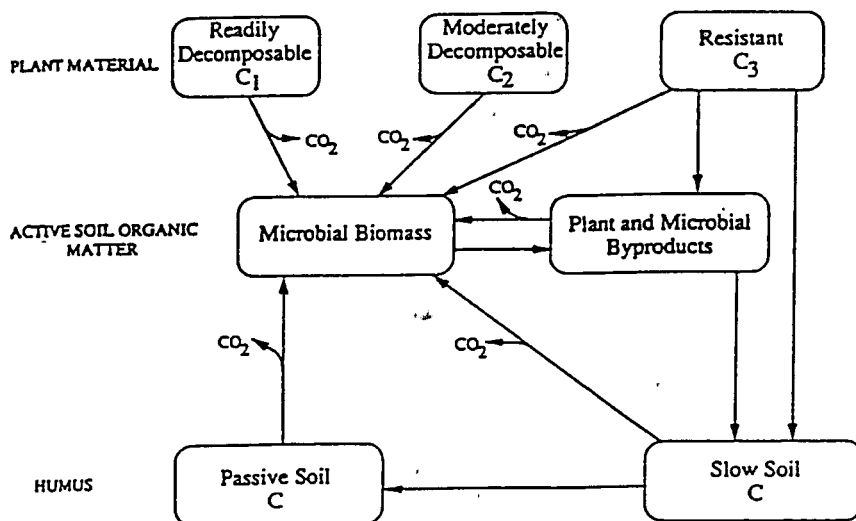 PLANT MATERIAL
Readily
Decomposable
C1
Moderately
Decomposable
C2
Resistant
C3
CO2
CO2
CO2
CO2
ACTIVE SOIL ORGANIC
MATTER
Microbial Biomass
Plant and Microbial
Byproducts
CO2
CO2
HUMUS
Passive Soil
C
Slow Soil
C